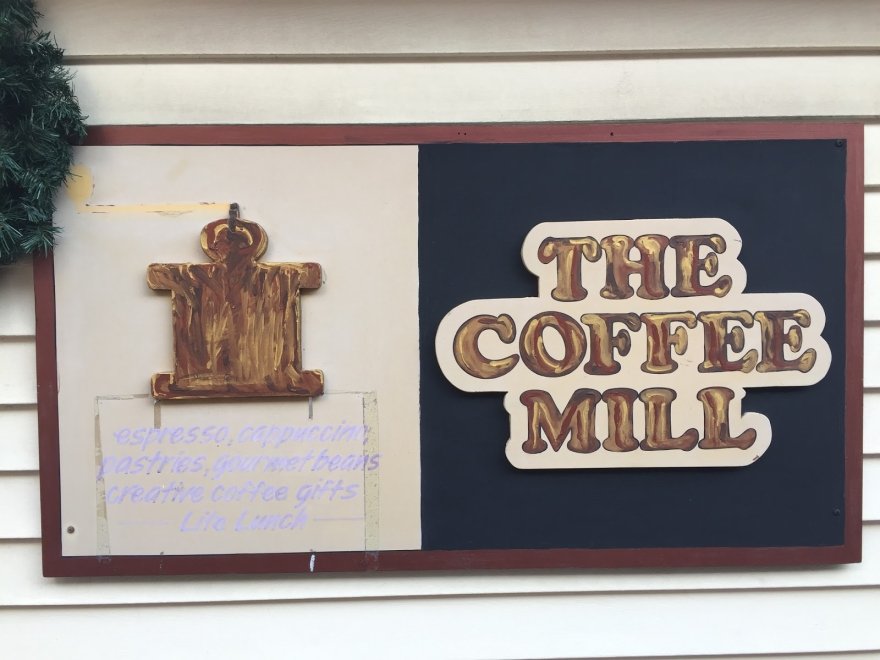 THE
COFFEE
MILL
espresso, cappuccino
pastries, gourmet beans
creative coffee gifts
Lite Lunch